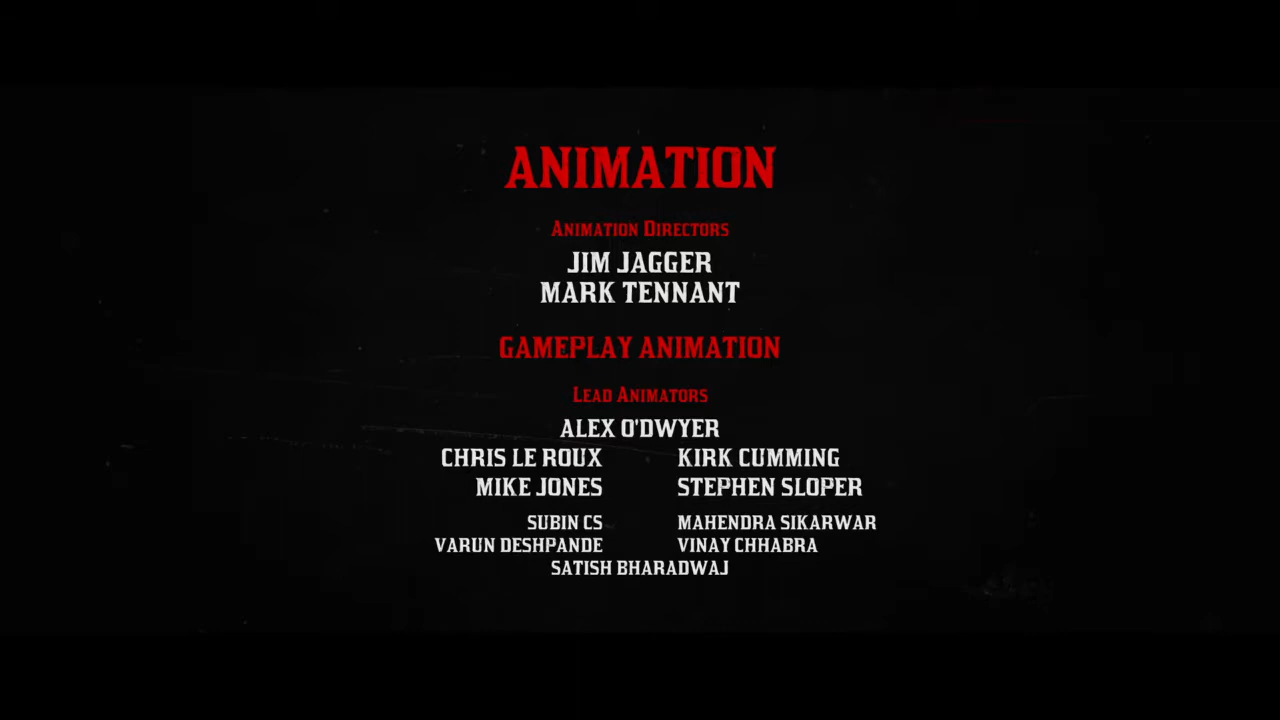 ANIMATION
Animation Directors
JIM JAGGER
MARK TENNANT
GAMEPLAY ANIMATION
Lead Animators
ALEX O'DWYER
CHRIS LE ROUX KIRK CUMMING
MIKE JONES STEPHEN SLOPER
SUBIN CS MAHENDRA SIKARWAR
VARUN DESHPANDE VINAY CHHABRA
SATISH BHARADWAJ